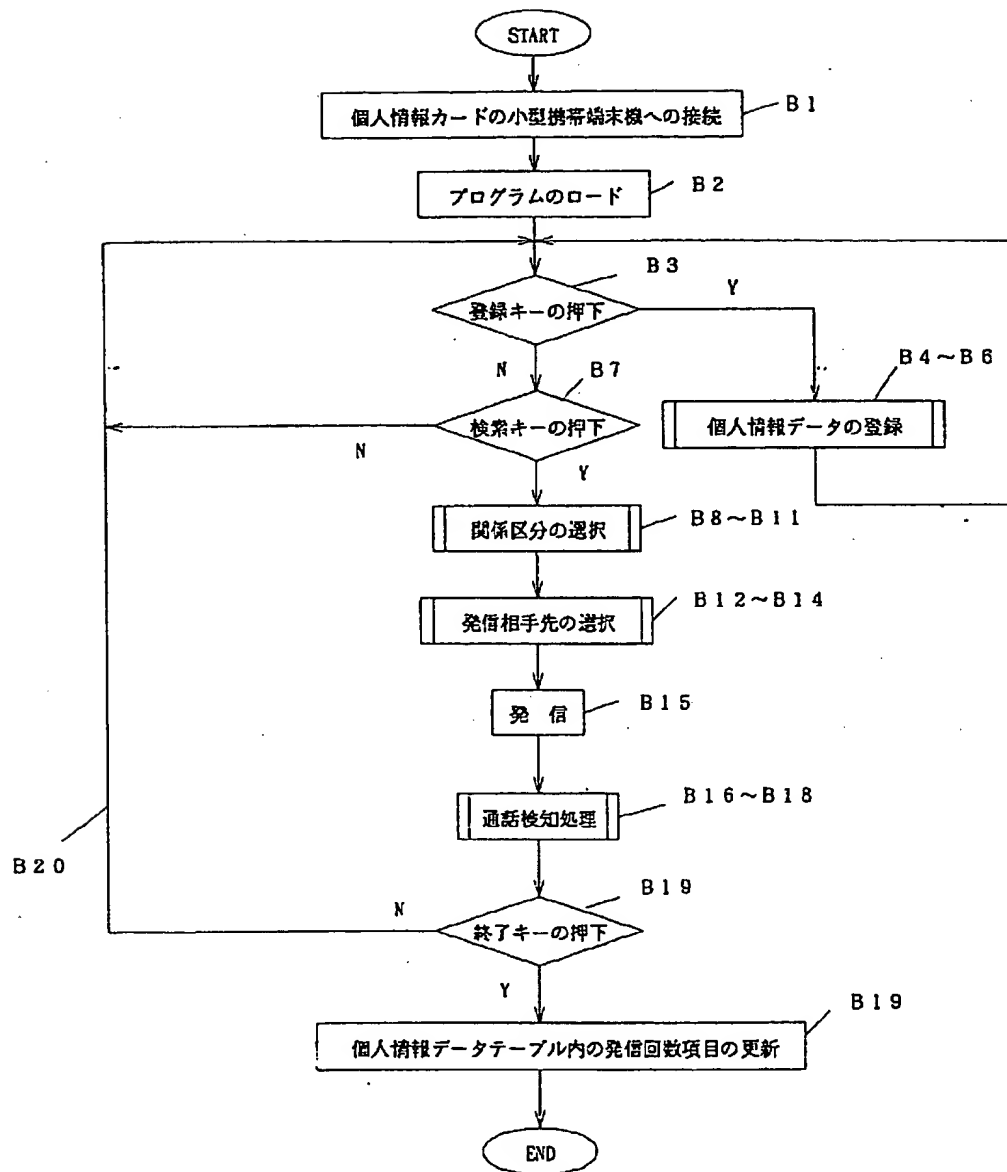 START
個人情報カードの小型携帯端末機への接続
B1
プログラムのロード
B2
B3
登録キーの押下
Y
N
B7
B4～B6
検索キーの押下
個人情報データの登録
N
Y
関係区分の選択
B8～B11
発信相手先の選択
B12～B14
発 信
B15
通話検知処理
B16～B18
B20
B19
N
終了キーの押下
Y
B19
個人情報データテーブル内の発信回数項目の更新
END